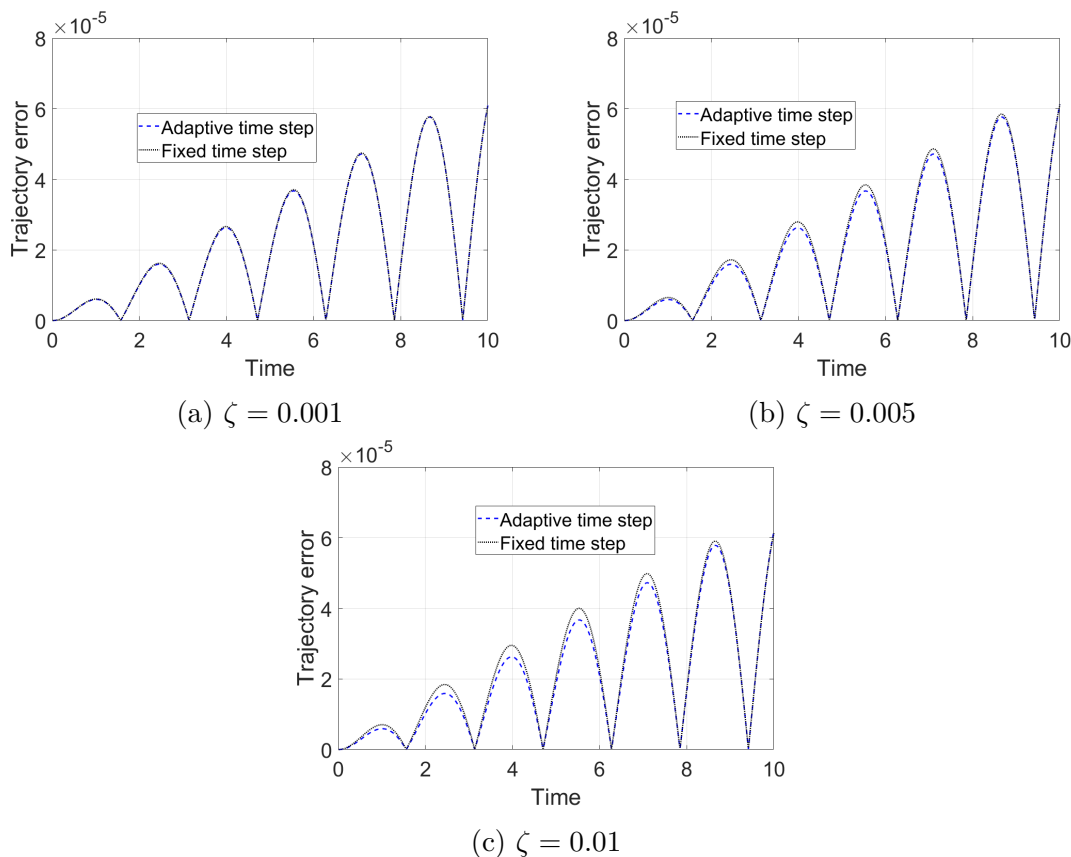 ×10-5
8
6
4
2
0
Trajectory error
Adaptive time step
Fixed time step
0 2 4 6 8 10
Time
(a) ζ = 0.001
×10-5
8
6
4
2
0
Trajectory error
Adaptive time step
Fixed time step
0 2 4 6 8 10
Time
(b) ζ = 0.005
×10-5
8
6
4
2
0
Trajectory error
Adaptive time step
Fixed time step
0 2 4 6 8 10
Time
(c) ζ = 0.01